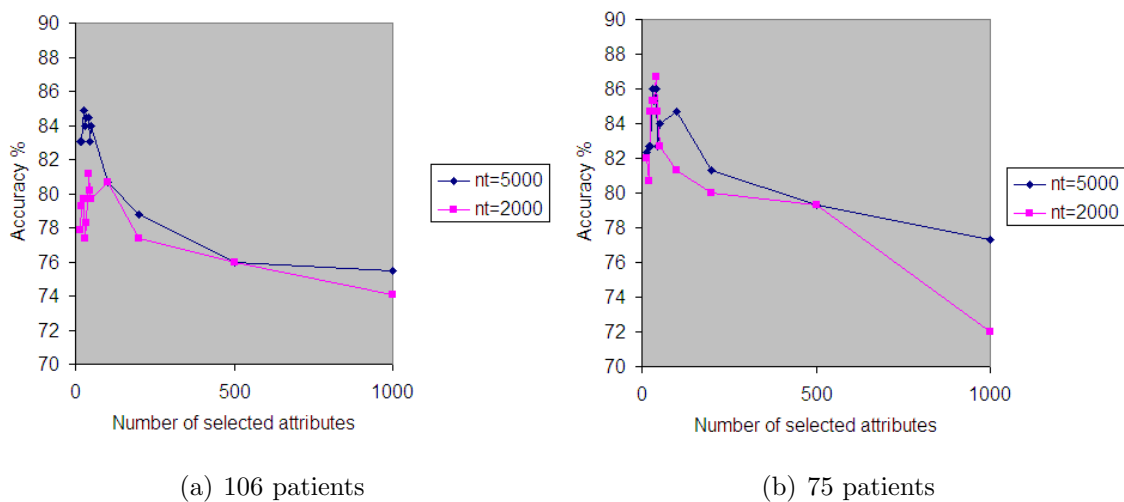 90
88
86
84
82
80
78
76
74
72
70
Accuracy %
0 500 1000
Number of selected attributes
nt=5000
nt=2000
(a) 106 patients
90
88
86
84
82
80
78
76
74
72
70
Accuracy %
0 500 1000
Number of selected attributes
nt=5000
nt=2000
(b) 75 patients